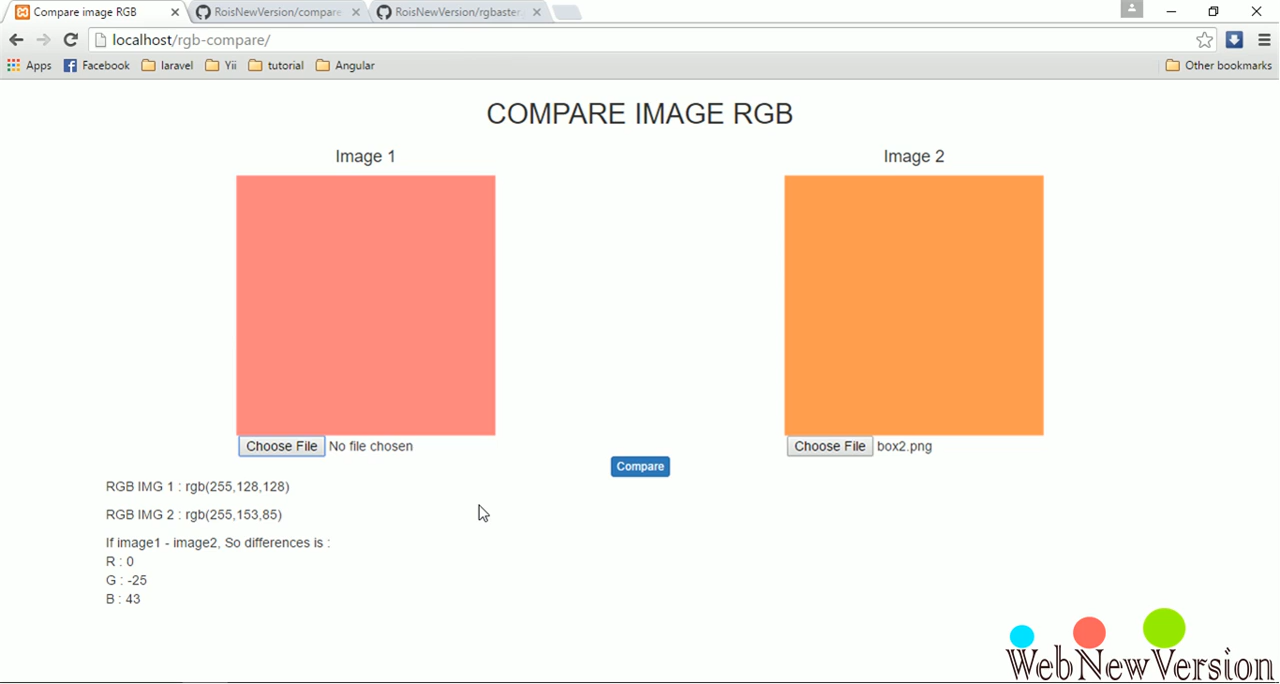 Compare image RGB
RoisNewVersion/compare
RoisNewVersion/rgbaster
localhost/rgb-compare/
Apps Facebook laravel Yii tutorial Angular Other bookmarks
COMPARE IMAGE RGB
Image 1 Image 2
Choose File No file chosen Choose File box2.png
Compare
RGB IMG 1 : rgb(255,128,128)
RGB IMG 2 : rgb(255,153,85)
If image1 - image2, So differences is :
R : 0
G : -25
B : 43
WebNewVersion